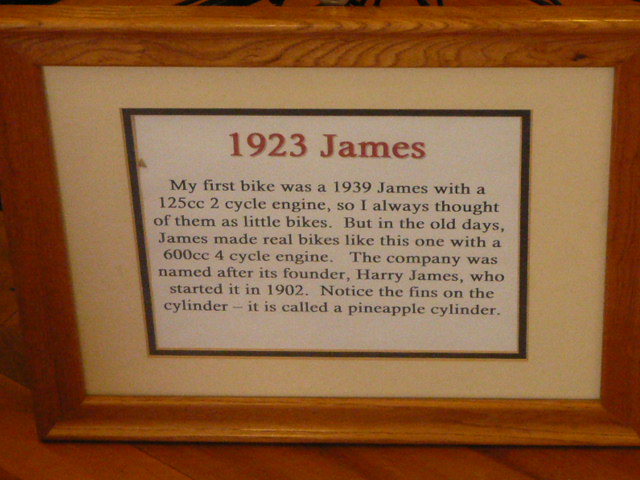 1923 James
My first bike was a 1939 James with a
125cc 2 cycle engine, so I always thought
of them as little bikes. But in the old days,
James made real bikes like this one with a
600cc 4 cycle engine. The company was
named after its founder, Harry James, who
started it in 1902. Notice the fins on the
cylinder – it is called a pineapple cylinder.